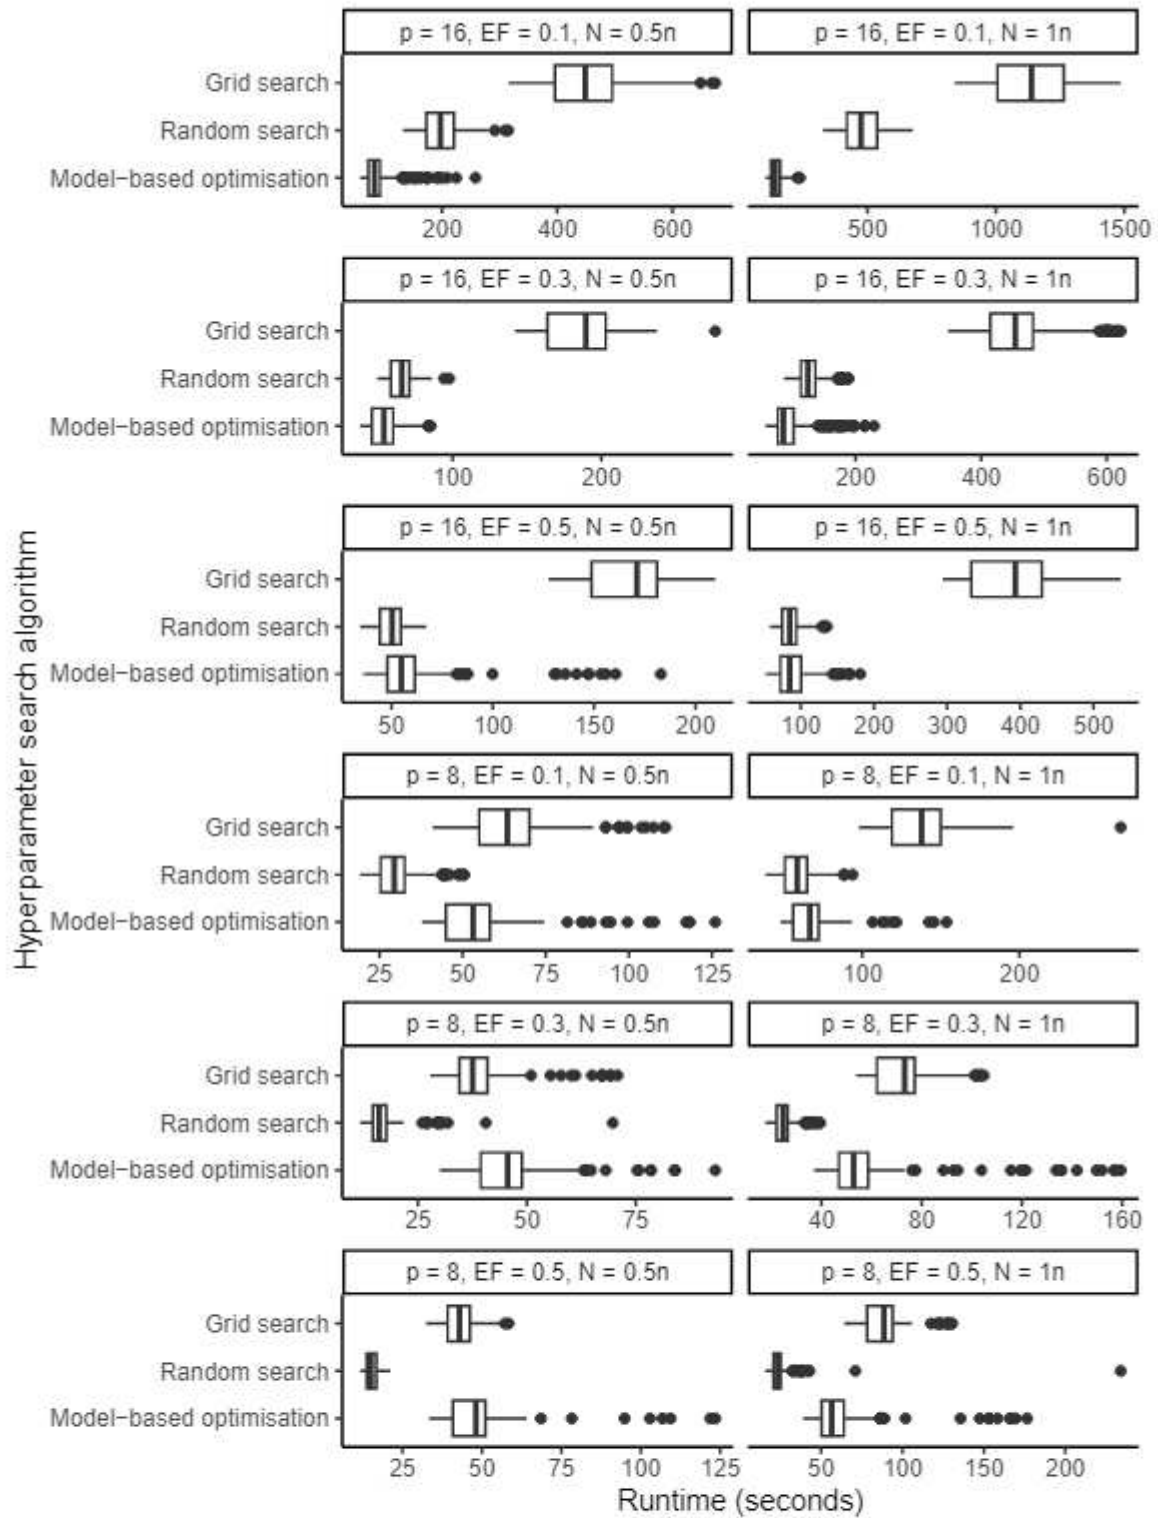 p = 16, EF = 0.1, N = 0.5n
p = 16, EF = 0.1, N = 1n
Grid search
Random search
Model−based optimisation
200 400 600
500 1000 1500
p = 16, EF = 0.3, N = 0.5n
p = 16, EF = 0.3, N = 1n
Grid search
Random search
Model−based optimisation
100 200
200 400 600
p = 16, EF = 0.5, N = 0.5n
p = 16, EF = 0.5, N = 1n
Grid search
Random search
Model−based optimisation
50 100 150 200
100 200 300 400 500
p = 8, EF = 0.1, N = 0.5n
p = 8, EF = 0.1, N = 1n
Grid search
Random search
Model−based optimisation
25 50 75 100 125
100 200
p = 8, EF = 0.3, N = 0.5n
p = 8, EF = 0.3, N = 1n
Grid search
Random search
Model−based optimisation
25 50 75
40 80 120 160
p = 8, EF = 0.5, N = 0.5n
p = 8, EF = 0.5, N = 1n
Grid search
Random search
Model−based optimisation
25 50 75 100 125
50 100 150 200
Hyperparameter search algorithm
Runtime (seconds)